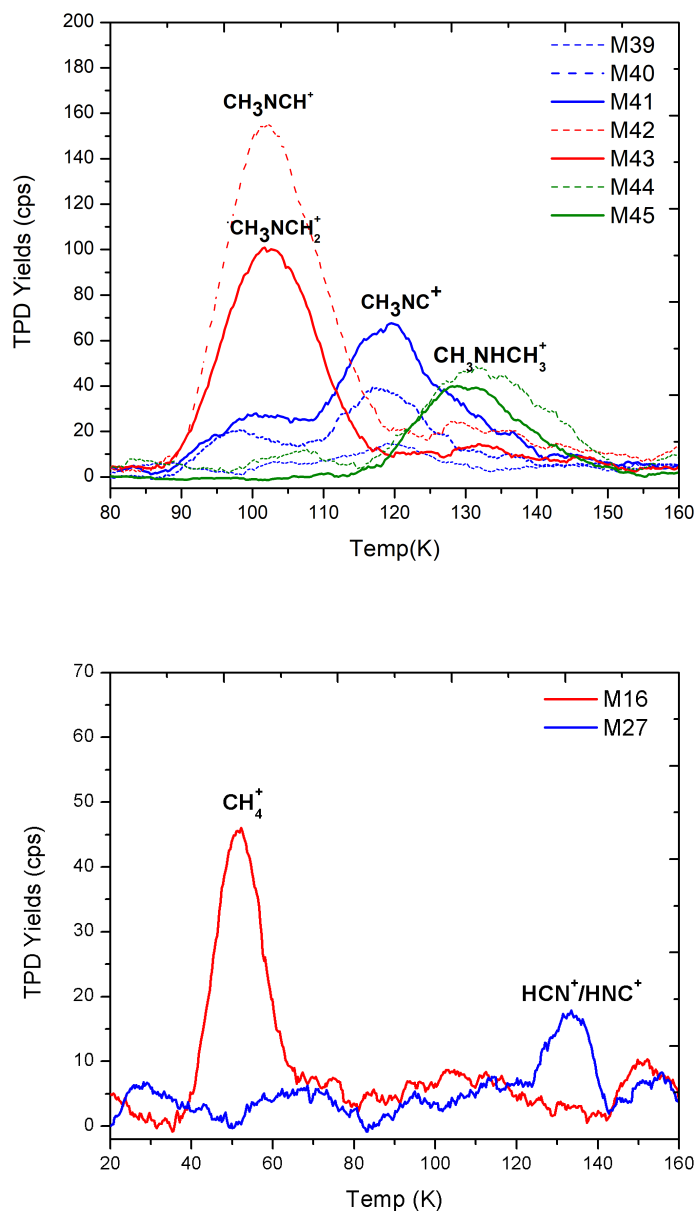 200
180
160
140
120
100
80
60
40
20
0
TPD Yields (cps)
CH₃NCH⁺
CH₃NCH₂⁺
CH₃NC⁺
CH₃NHCH₃⁺
M39
M40
M41
M42
M43
M44
M45
80 90 100 110 120 130 140 150 160
Temp(K)
70
60
50
40
30
20
10
0
TPD Yields (cps)
CH₄⁺
HCN⁺/HNC⁺
M16
M27
20 40 60 80 100 120 140 160
Temp (K)